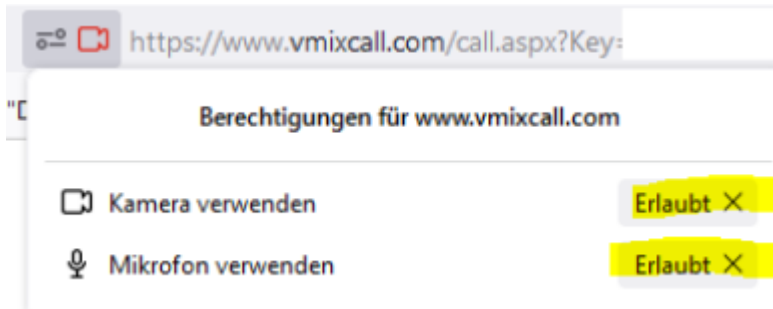 https://www.vmixcall.com/call.aspx?Key=
"D
Berechtigungen für www.vmixcall.com
Kamera verwenden Erlaubt
Mikrofon verwenden Erlaubt